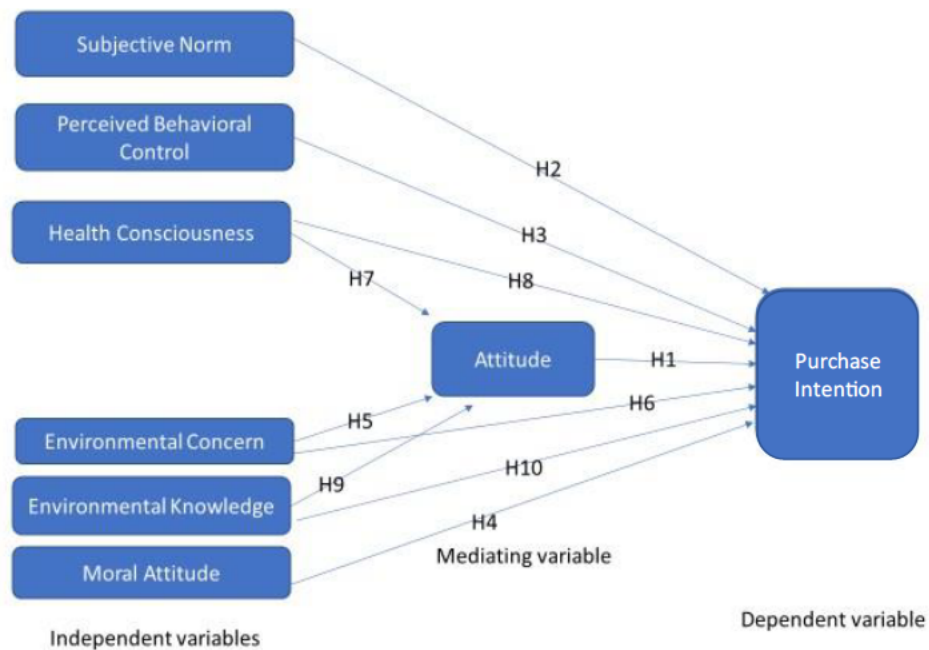 Subjective Norm
Perceived Behavioral
Control
H2
Health Consciousness
H3
H7
H8
Attitude
H1
Purchase
Intention
Environmental Concern
H5
H6
Environmental Knowledge
H9
H10
H4
Moral Attitude
Mediating variable
Independent variables
Dependent variable